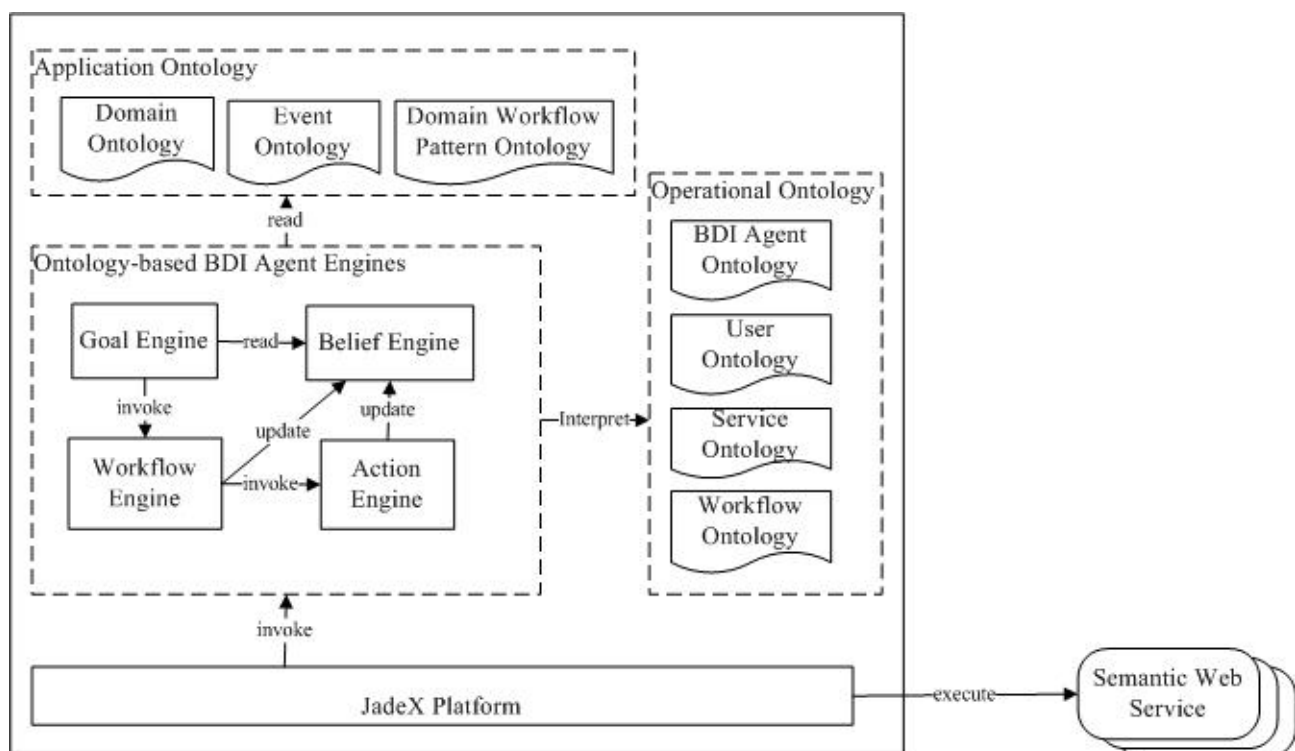 Application Ontology
Domain
Ontology
Event
Ontology
Domain Workflow
Pattern Ontology
read
Operational Ontology
BDI Agent
Ontology
User
Ontology
Service
Ontology
Workflow
Ontology
Ontology-based BDI Agent Engines
Goal Engine
read
Belief Engine
invoke
update
update
Workflow
Engine
invoke
Action
Engine
Interpret
invoke
JadeX Platform
execute
Semantic Web
Service